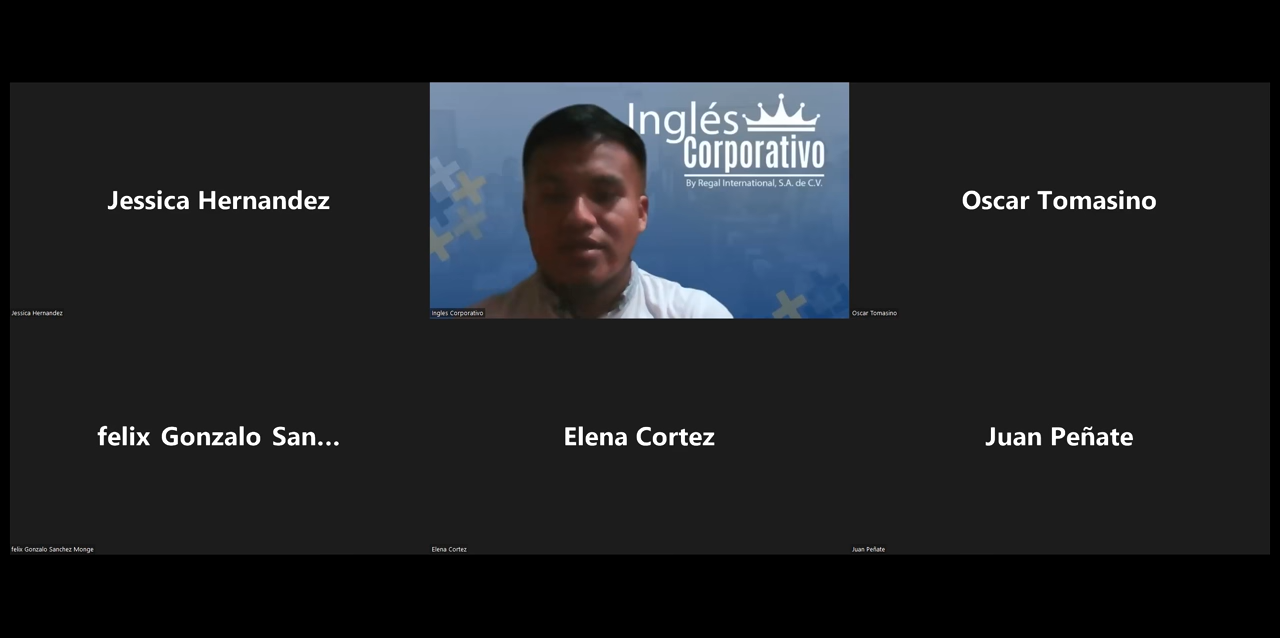 Jessica Hernandez
Jessica Hernandez
Inglés
Corporativo
By Regal International, S.A. de C.V.
Ingles Corporativo
Oscar Tomasino
Oscar Tomasino
felix Gonzalo San...
felix Gonzalo Sanchez Monge
Elena Cortez
Elena Cortez
Juan Peñate
Juan Peñate